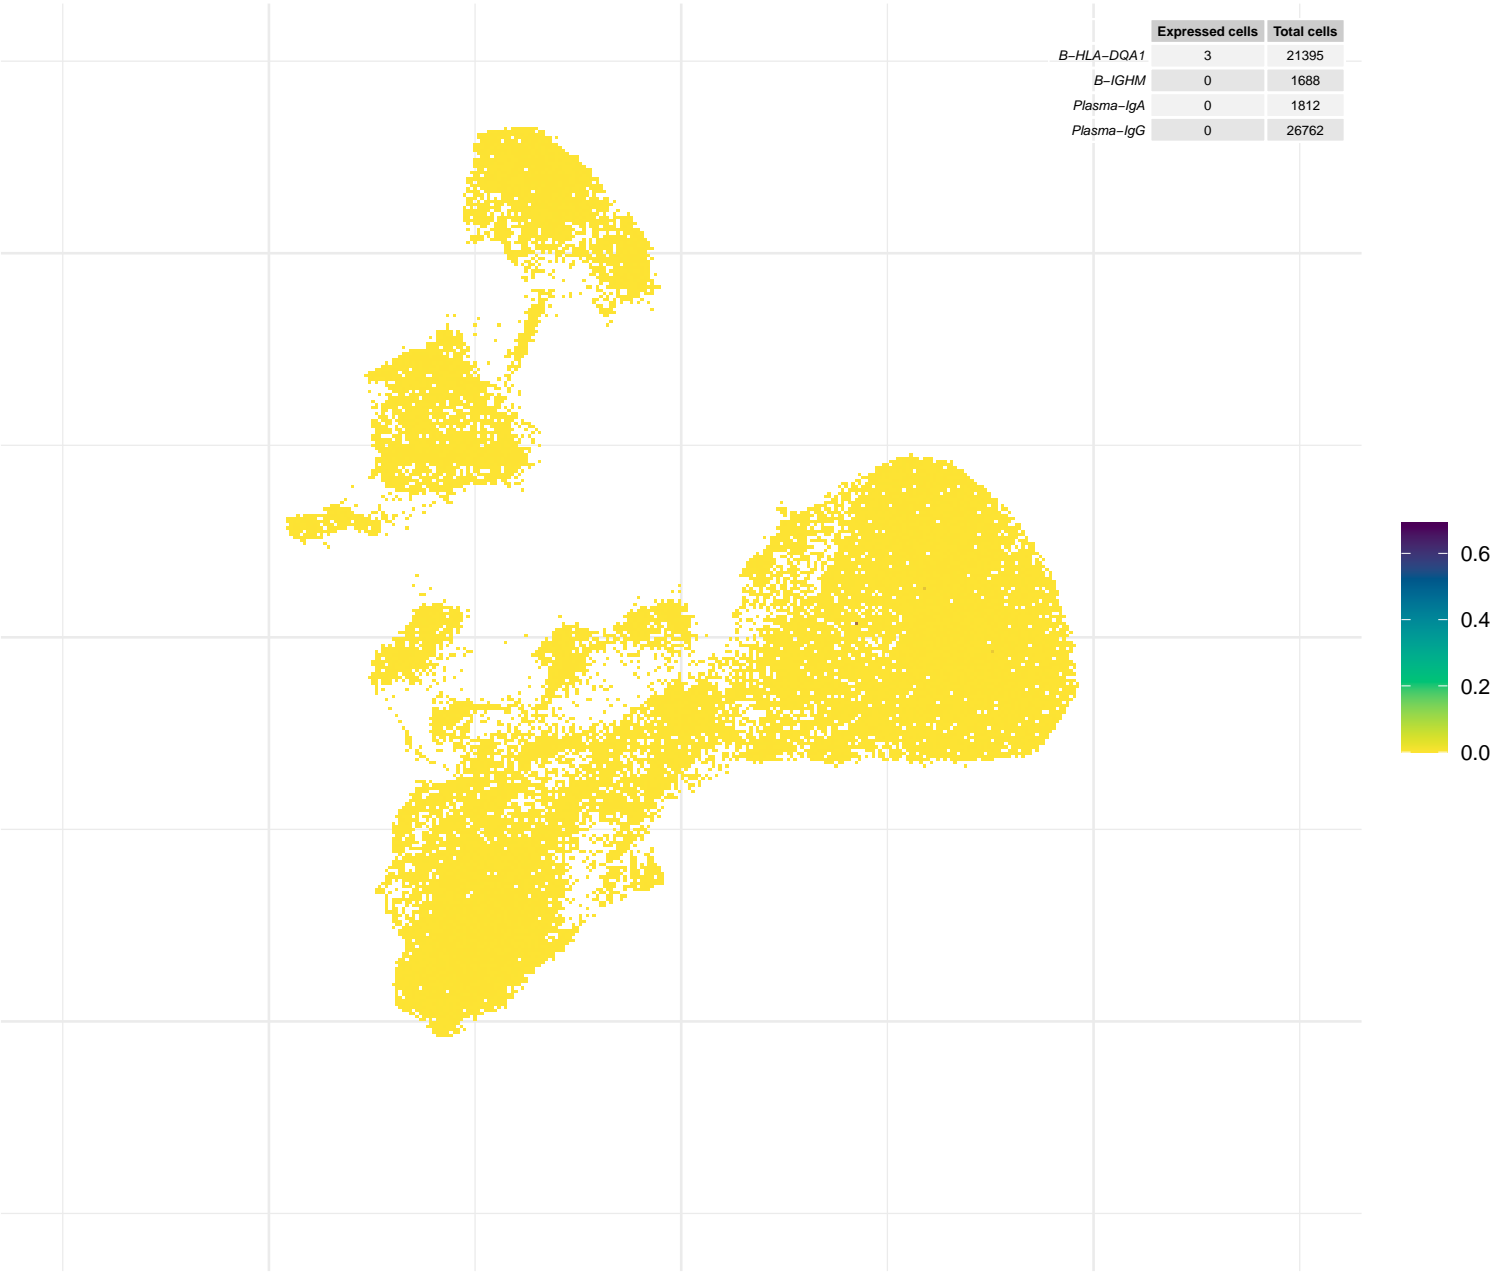 Expressed cells Total cells
B-HLA-DQA1 3 21395
B-IGHM 0 1688
Plasma-IgA 0 1812
Plasma-IgG 0 26762
0.6
0.4
0.2
0.0